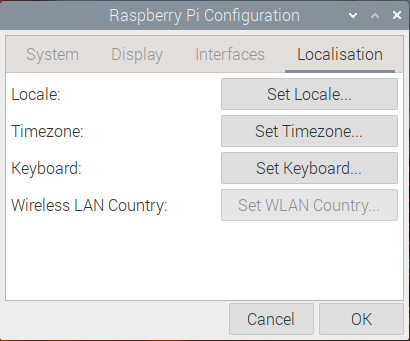 Raspberry Pi Configuration
System Display Interfaces Localisation
Locale: Set Locale...
Timezone: Set Timezone...
Keyboard: Set Keyboard...
Wireless LAN Country: Set WLAN Country...
Cancel OK